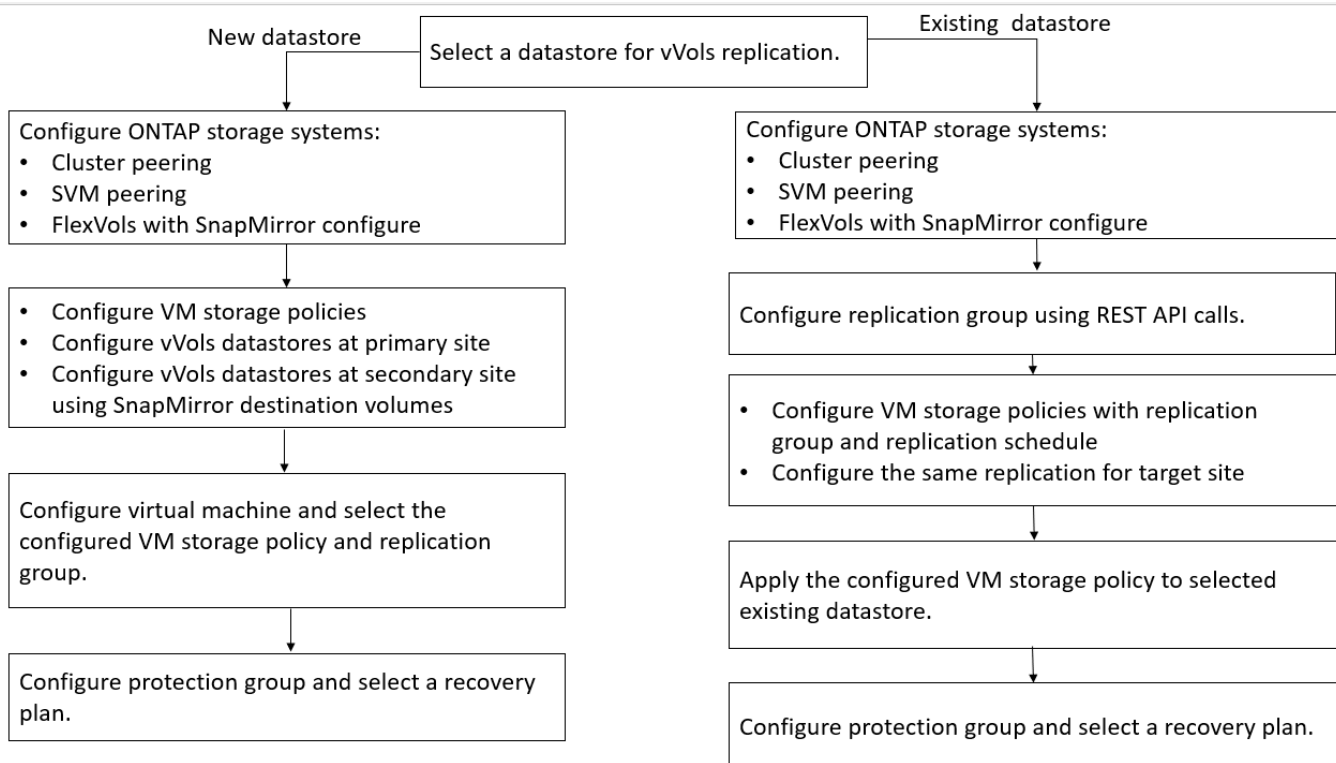 New datastore
Select a datastore for vVols replication.
Existing datastore
Configure ONTAP storage systems:
• Cluster peering
• SVM peering
• FlexVols with SnapMirror configure
• Configure VM storage policies
• Configure vVols datastores at primary site
• Configure vVols datastores at secondary site
using SnapMirror destination volumes
Configure virtual machine and select the
configured VM storage policy and replication
group.
Configure protection group and select a recovery
plan.
Configure ONTAP storage systems:
• Cluster peering
• SVM peering
• FlexVols with SnapMirror configure
Configure replication group using REST API calls.
• Configure VM storage policies with replication
group and replication schedule
• Configure the same replication for target site
Apply the configured VM storage policy to selected
existing datastore.
Configure protection group and select a recovery plan.